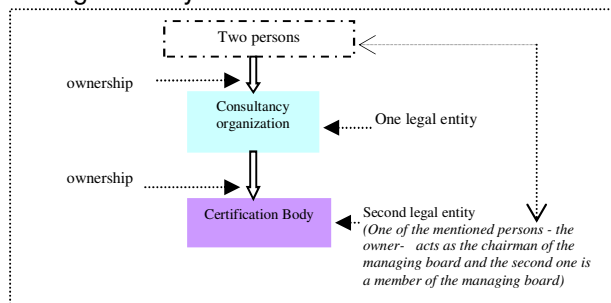 Two persons
ownership
Consultancy
organization
One legal entity
ownership
Certification Body
Second legal entity
(One of the mentioned persons - the
owner- acts as the chairman of the
managing board and the second one is
a member of the managing board)